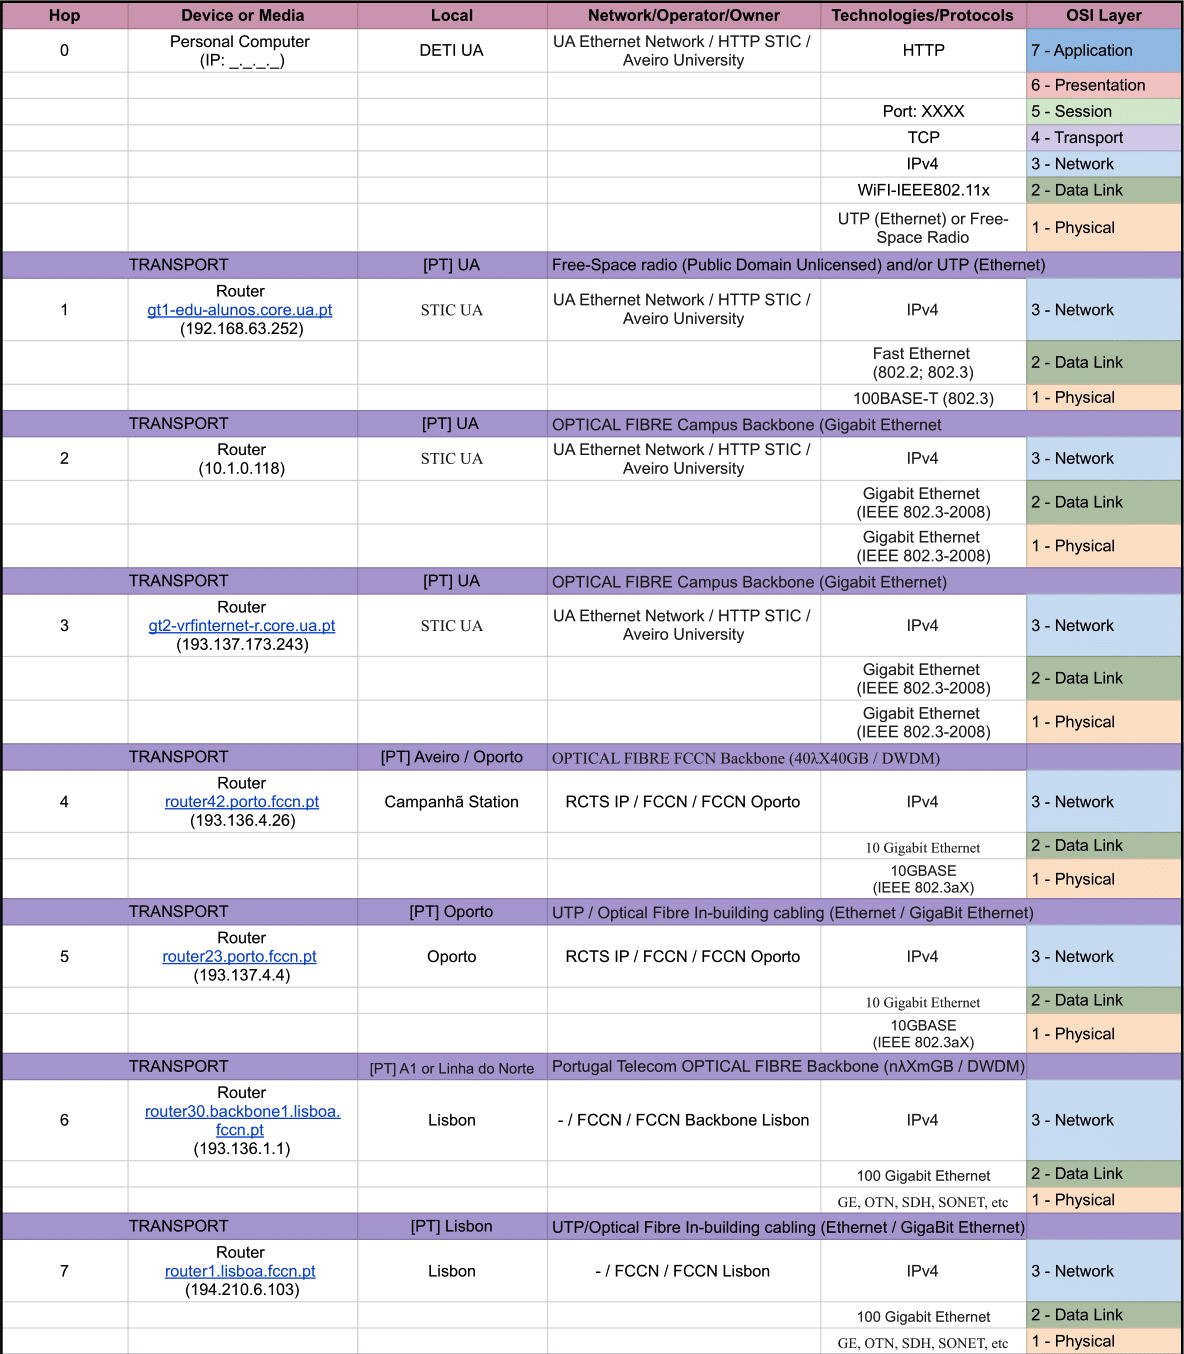 Hop Device or Media Local Network/Operator/Owner Technologies/Protocols OSI Layer
0 Personal Computer (IP: _._._._) DETI UA UA Ethernet Network / HTTP STIC / Aveiro University HTTP 7 - Application
6 - Presentation
Port: XXXX 5 - Session
TCP 4 - Transport
IPv4 3 - Network
WiFI-IEEE802.11x 2 - Data Link
UTP (Ethernet) or Free-Space Radio 1 - Physical
TRANSPORT [PT] UA Free-Space radio (Public Domain Unlicensed) and/or UTP (Ethernet)
1 Router gt1-edu-alunos.core.ua.pt (192.168.63.252) STIC UA UA Ethernet Network / HTTP STIC / Aveiro University IPv4 3 - Network
Fast Ethernet (802.2; 802.3) 2 - Data Link
100BASE-T (802.3) 1 - Physical
TRANSPORT [PT] UA OPTICAL FIBRE Campus Backbone (Gigabit Ethernet
2 Router (10.1.0.118) STIC UA UA Ethernet Network / HTTP STIC / Aveiro University IPv4 3 - Network
Gigabit Ethernet (IEEE 802.3-2008) 2 - Data Link
Gigabit Ethernet (IEEE 802.3-2008) 1 - Physical
TRANSPORT [PT] UA OPTICAL FIBRE Campus Backbone (Gigabit Ethernet)
3 Router gt2-vrfinternet-r.core.ua.pt (193.137.173.243) STIC UA UA Ethernet Network / HTTP STIC / Aveiro University IPv4 3 - Network
Gigabit Ethernet (IEEE 802.3-2008) 2 - Data Link
Gigabit Ethernet (IEEE 802.3-2008) 1 - Physical
TRANSPORT [PT] Aveiro / Oporto OPTICAL FIBRE FCCN Backbone (40λX40GB / DWDM)
4 Router router42.porto.fccn.pt (193.136.4.26) Campanhã Station RCTS IP / FCCN / FCCN Oporto IPv4 3 - Network
10 Gigabit Ethernet 2 - Data Link
10GBASE (IEEE 802.3aX) 1 - Physical
TRANSPORT [PT] Oporto UTP / Optical Fibre In-building cabling (Ethernet / GigaBit Ethernet)
5 Router router23.porto.fccn.pt (193.137.4.4) Oporto RCTS IP / FCCN / FCCN Oporto IPv4 3 - Network
10 Gigabit Ethernet 2 - Data Link
10GBASE (IEEE 802.3aX) 1 - Physical
TRANSPORT [PT] A1 or Linha do Norte Portugal Telecom OPTICAL FIBRE Backbone (nλXmGB / DWDM)
6 Router router30.backbone1.lisboa.fccn.pt (193.136.1.1) Lisbon - / FCCN / FCCN Backbone Lisbon IPv4 3 - Network
100 Gigabit Ethernet 2 - Data Link
GE, OTN, SDH, SONET, etc 1 - Physical
TRANSPORT [PT] Lisbon UTP/Optical Fibre In-building cabling (Ethernet / GigaBit Ethernet)
7 Router router1.lisboa.fccn.pt (194.210.6.103) Lisbon - / FCCN / FCCN Lisbon IPv4 3 - Network
100 Gigabit Ethernet 2 - Data Link
GE, OTN, SDH, SONET, etc 1 - Physical